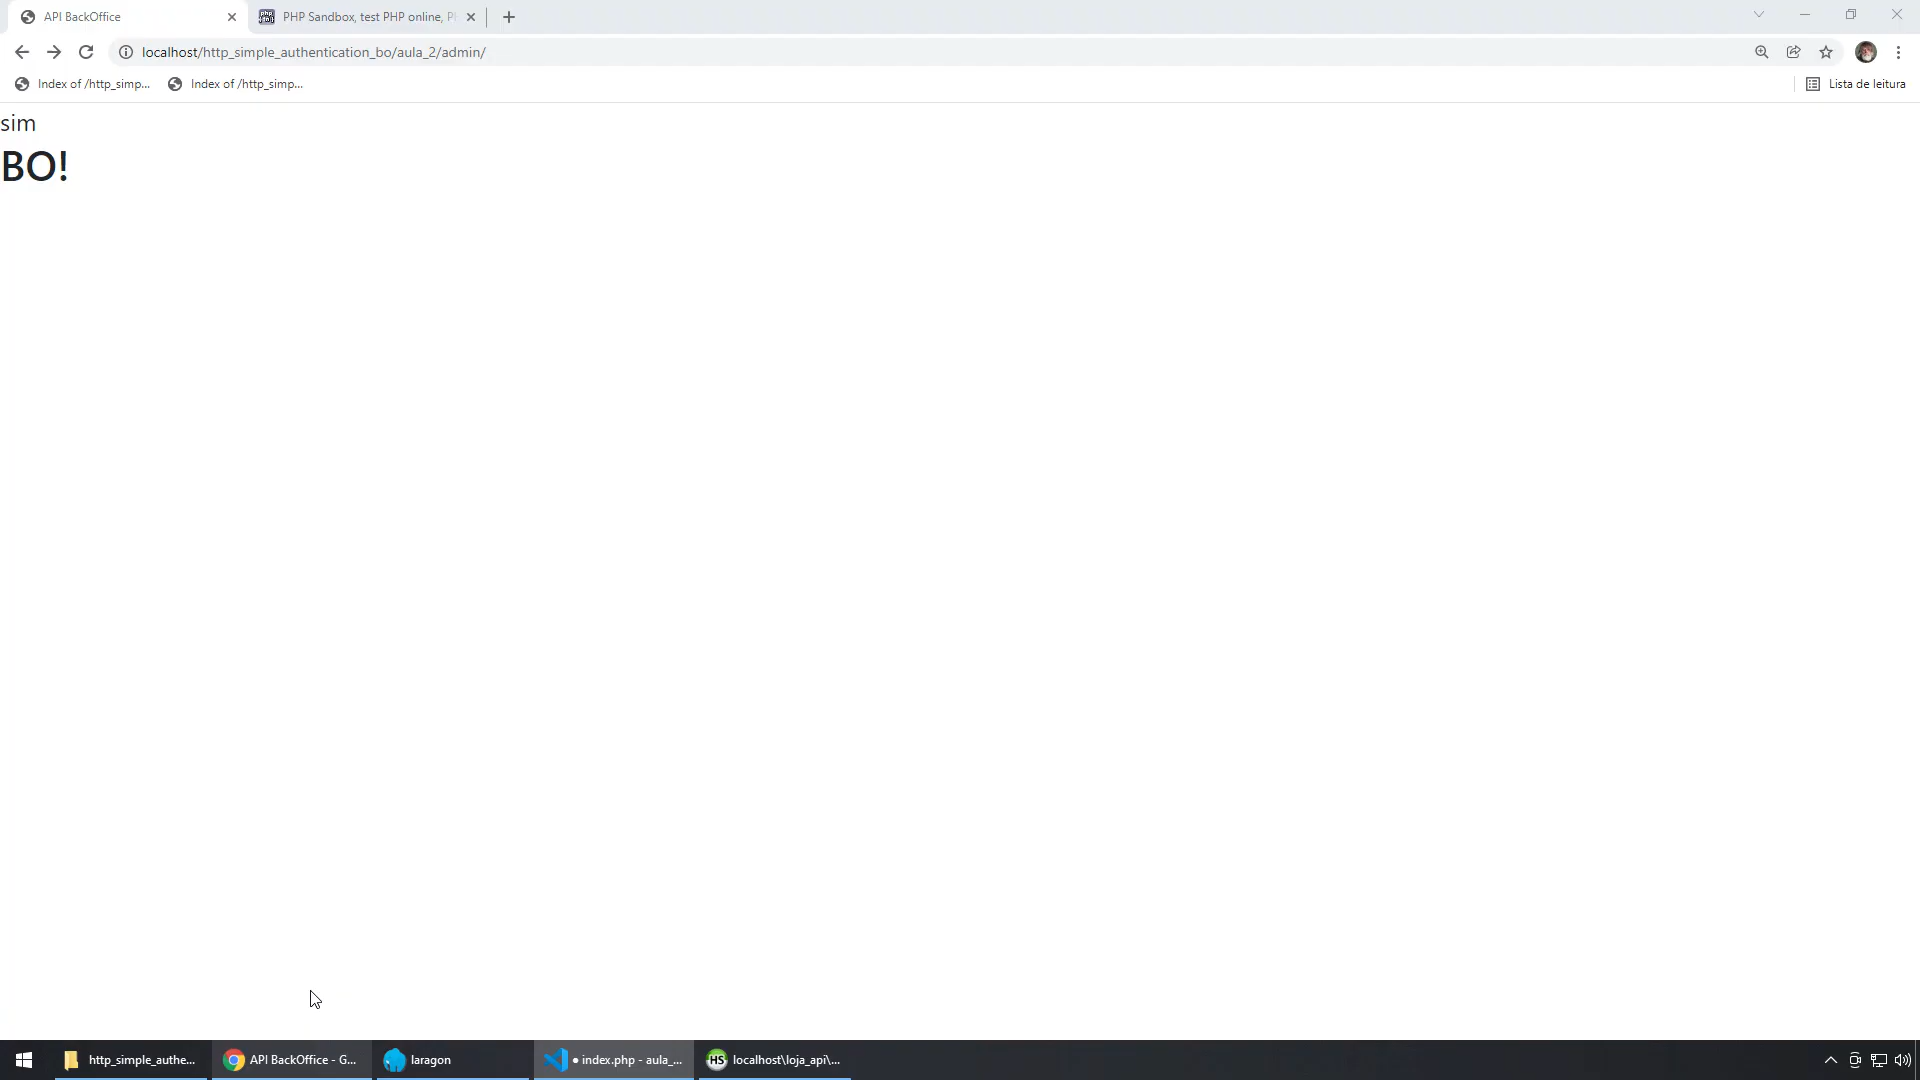 API BackOffice
PHP Sandbox, test PHP online, P
localhost/http_simple_authentication_bo/aula_2/admin/
Index of /http_simp...
Index of /http_simp...
Lista de leitura
sim
BO!
http_simple_authe...
API BackOffice - G...
laragon
● index.php - aula_...
HS
localhost\loja_api\...